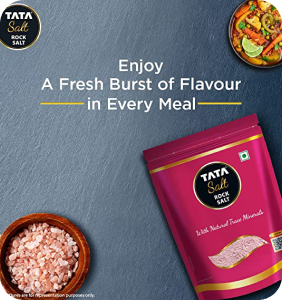 TATA
Salt
ROCK
SALT
Enjoy
A Fresh Burst of Flavour
in Every Meal
TATA
Salt
ROCK
SALT
With Natural Trace Minerals
are for representation purposes only.